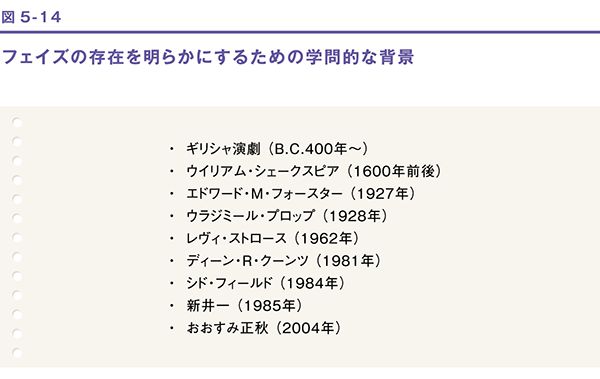 図 5-14
フェイズの存在を明らかにするための学問的な背景
・ ギリシャ演劇（B.C.400年～）
・ ウイリアム・シェークスピア（1600年前後）
・ エドワード・M・フォースター（1927年）
・ ウラジミール・プロップ（1928年）
・ レヴィ・ストロース（1962年）
・ ディーン・R・クーンツ（1981年）
・ シド・フィールド（1984年）
・ 新井一（1985年）
・ おおすみ正秋（2004年）